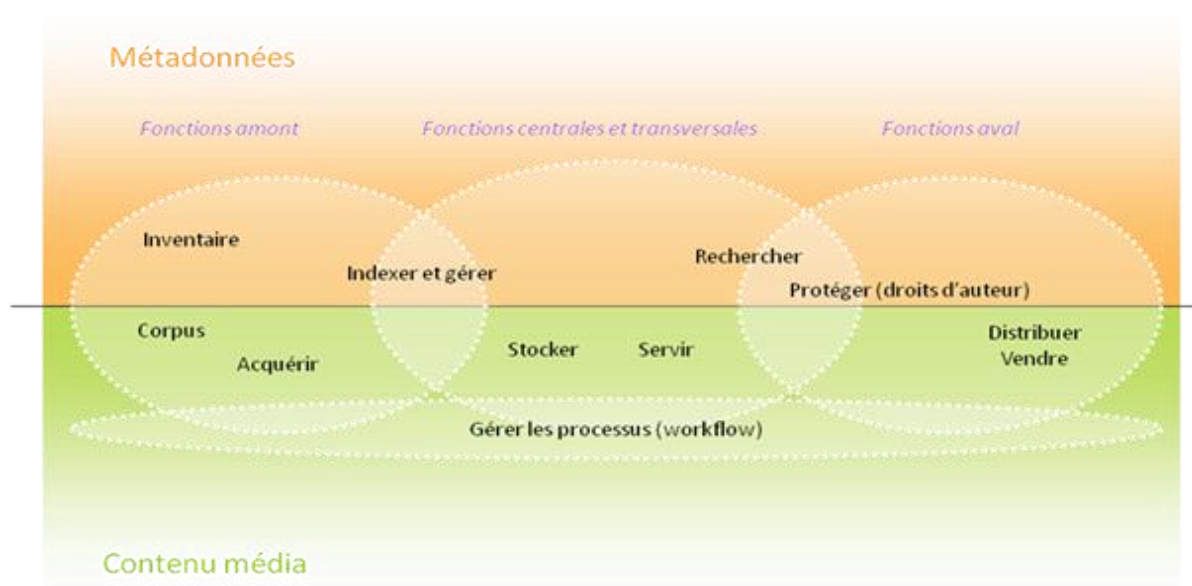 Métadonnées
Fonctions amont
Fonctions centrales et transversales
Fonctions aval
Inventaire
Rechercher
Indexer et gérer
Protéger (droits d'auteur)
Corpus
Distribuer
Stocker
Servir
Vendre
Acquérir
Gérer les processus (workflow)
Contenu média